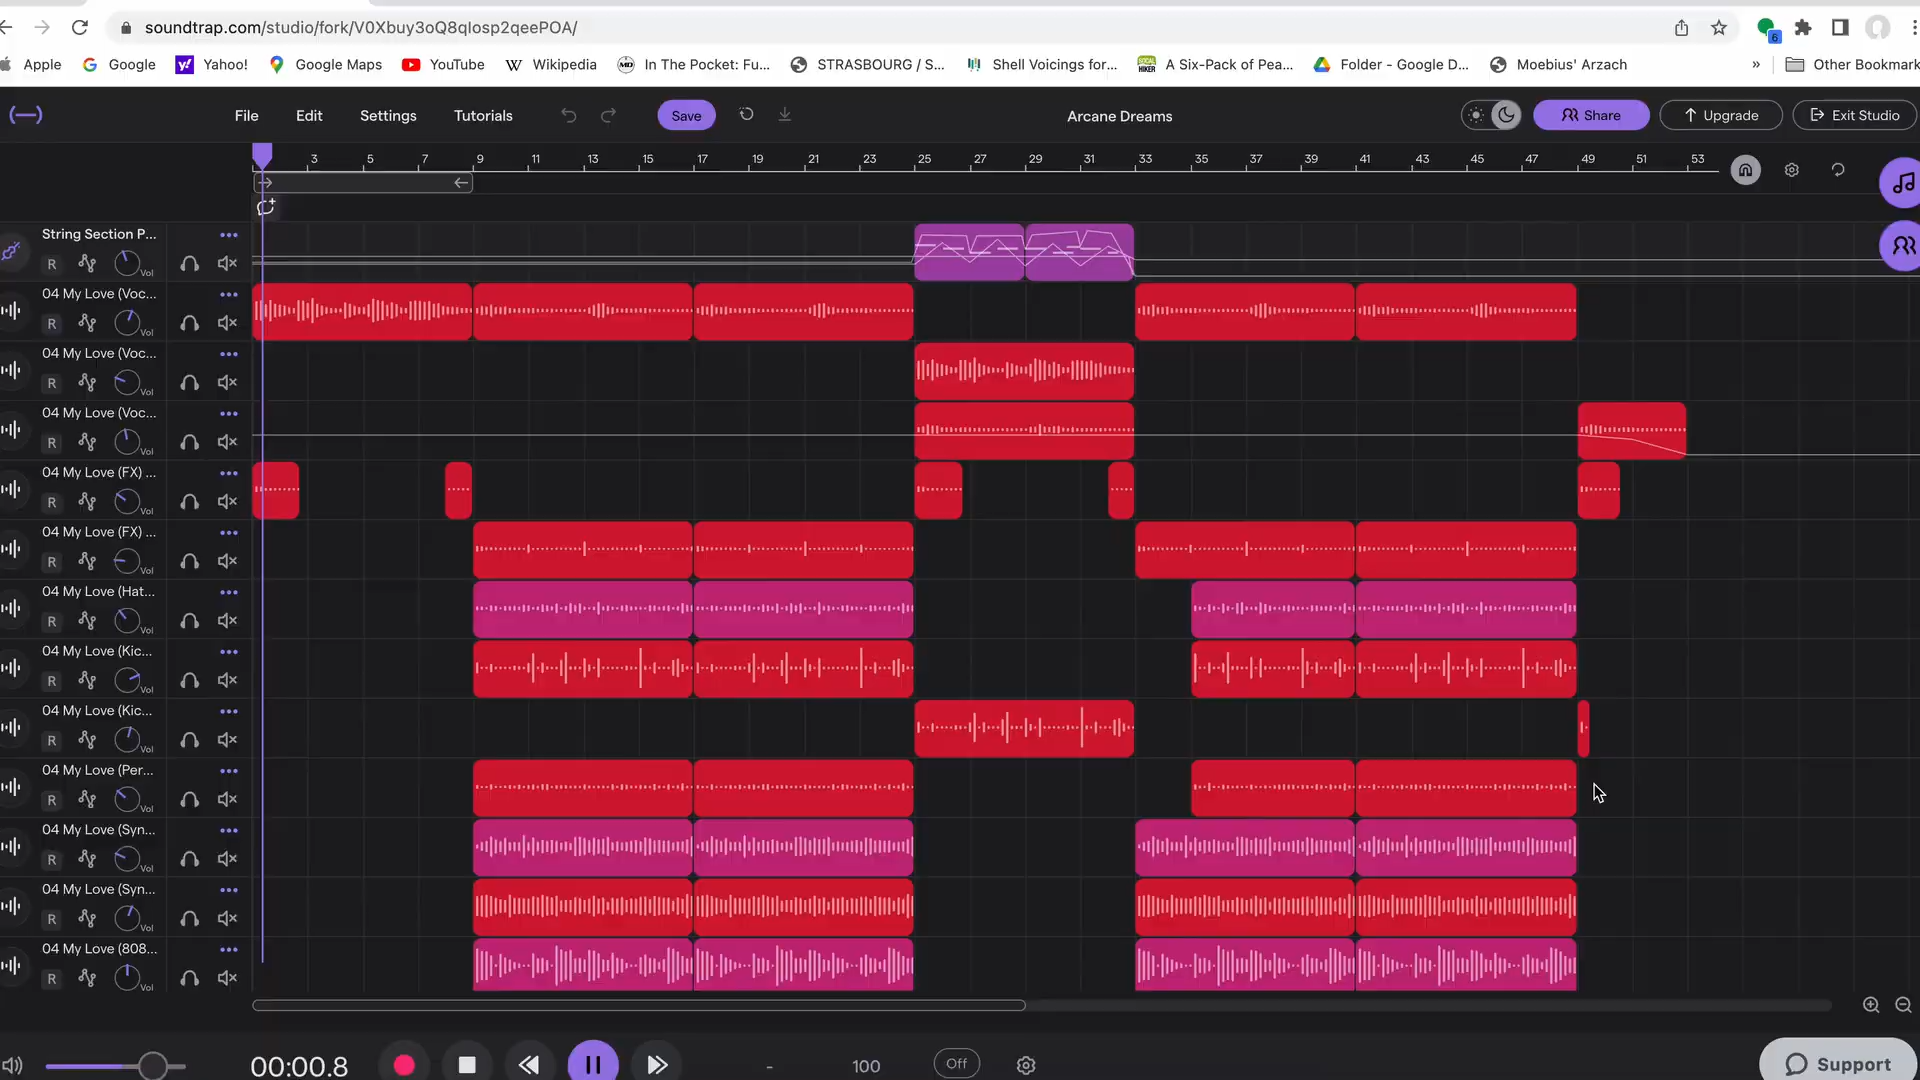 soundtrap.com/studio/fork/V0Xbuy3oQ8qIosp2qeePOA/
Apple Google Yahoo! Google Maps YouTube Wikipedia In The Pocket: Fu... STRASBOURG / S... Shell Voicings for... A Six-Pack of Pea... Folder - Google D... Moebius' Arzach » Other Bookmark
File Edit Settings Tutorials Save Arcane Dreams Share Upgrade Exit Studio
3 5 7 9 11 13 15 17 19 21 23 25 27 29 31 33 35 37 39 41 43 45 47 49 51 53
String Section P...
R Vol
04 My Love (Voc...
R Vol
04 My Love (Voc...
R Vol
04 My Love (Voc...
R Vol
04 My Love (FX) ...
R Vol
04 My Love (FX) ...
R Vol
04 My Love (Hat...
R Vol
04 My Love (Kic...
R Vol
04 My Love (Kic...
R Vol
04 My Love (Per...
R Vol
04 My Love (Syn...
R Vol
04 My Love (Syn...
R Vol
04 My Love (808...
R Vol
00:00.8 - 100 Off Support